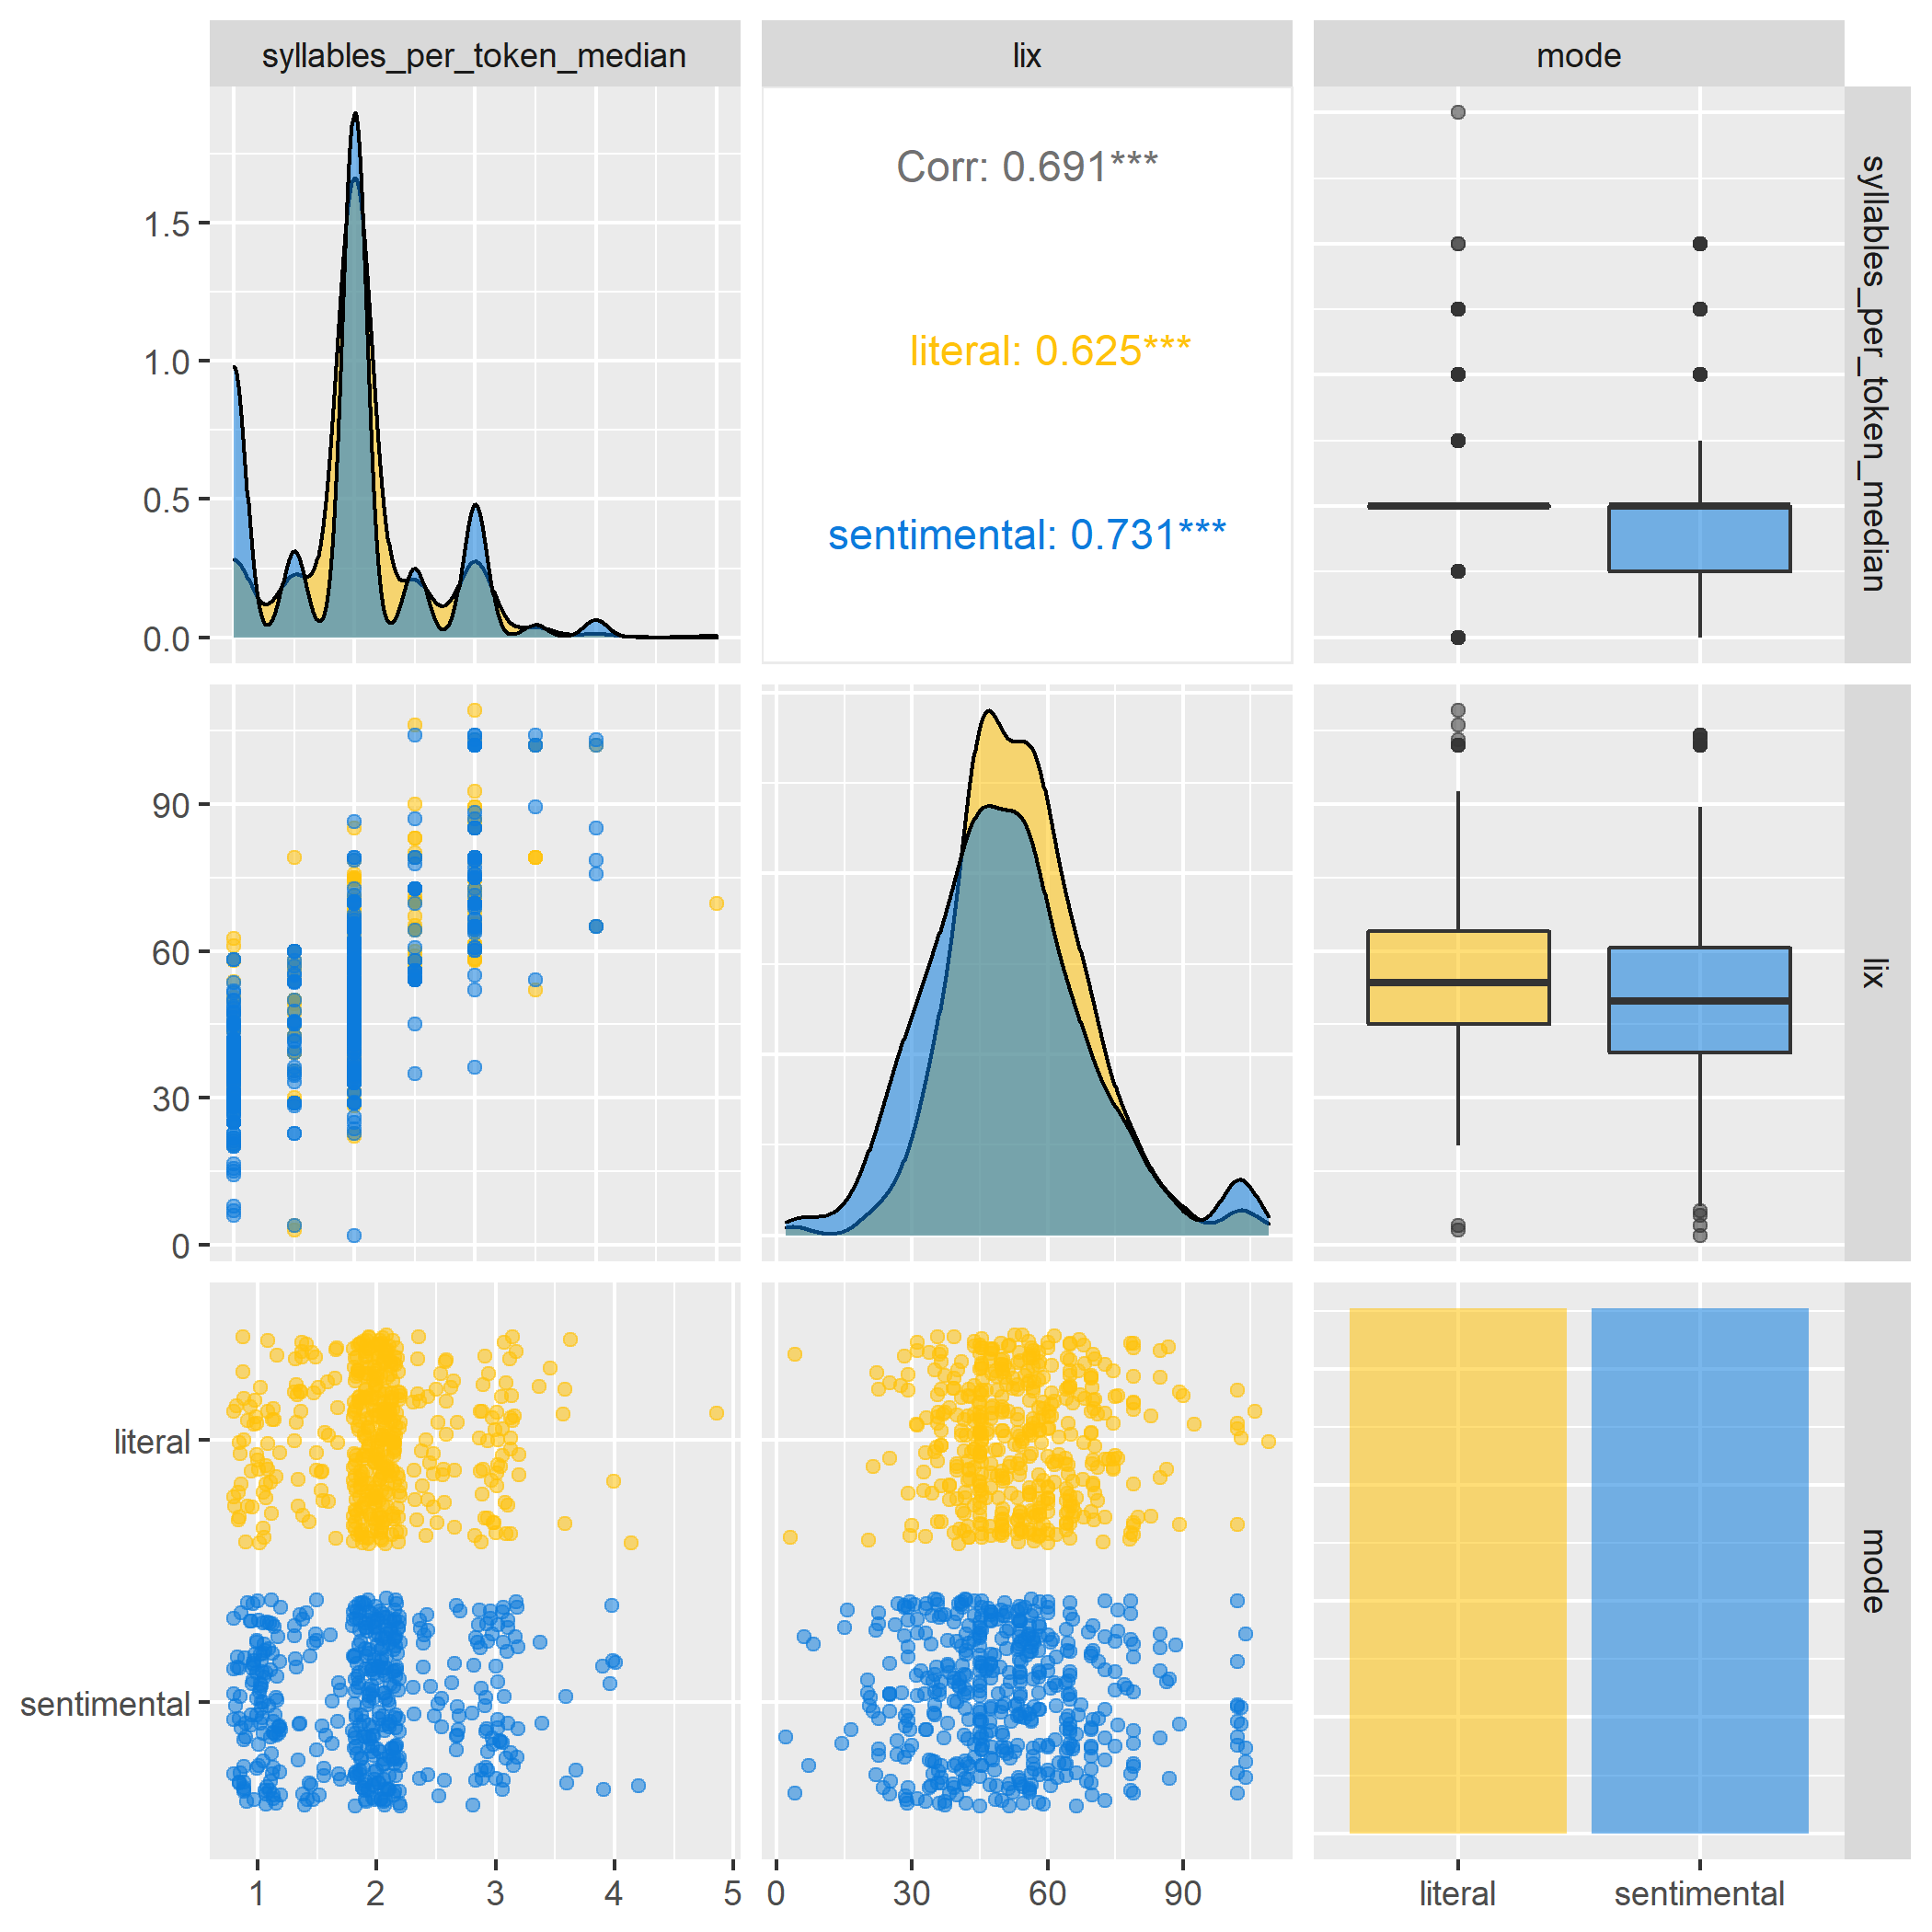 syllables_per_token_median
lix
mode
1.5
1.0
0.5
0.0
Corr: 0.691***
literal: 0.625***
sentimental: 0.731***
syllables_per_token_median
90
60
30
0
lix
literal
sentimental
mode
1 2 3 4 5
0 30 60 90
literal sentimental